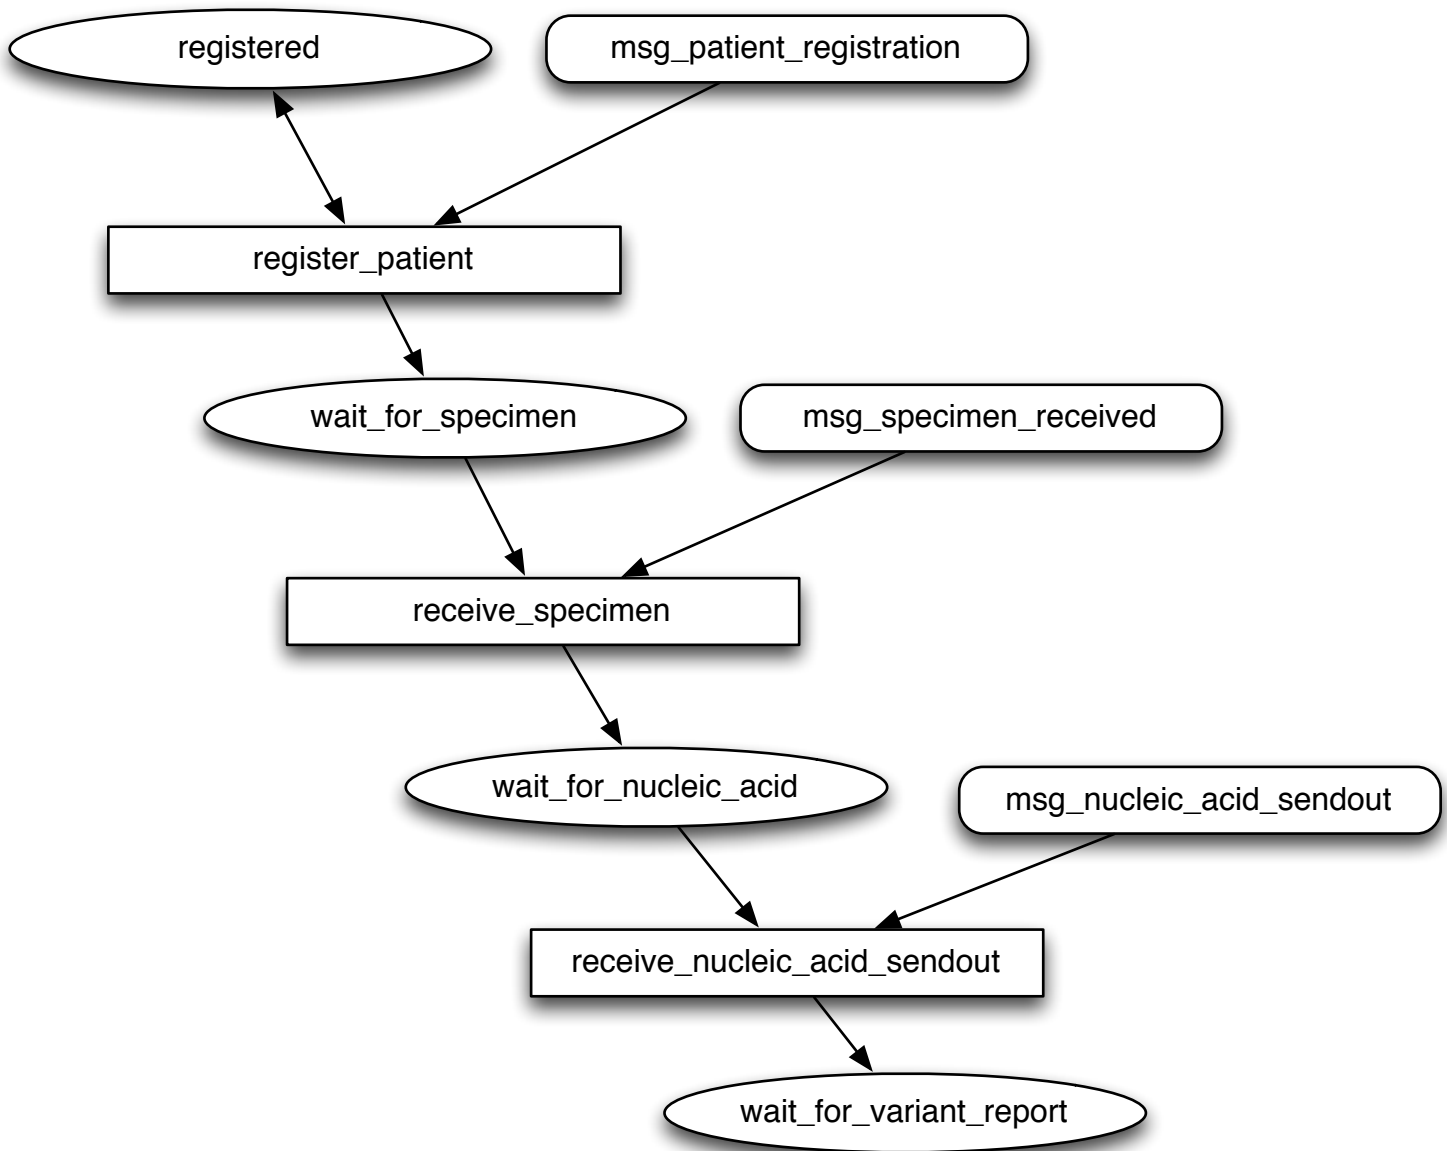 registered
msg_patient_registration
register_patient
wait_for_specimen
msg_specimen_received
receive_specimen
wait_for_nucleic_acid
msg_nucleic_acid_sendout
receive_nucleic_acid_sendout
wait_for_variant_report